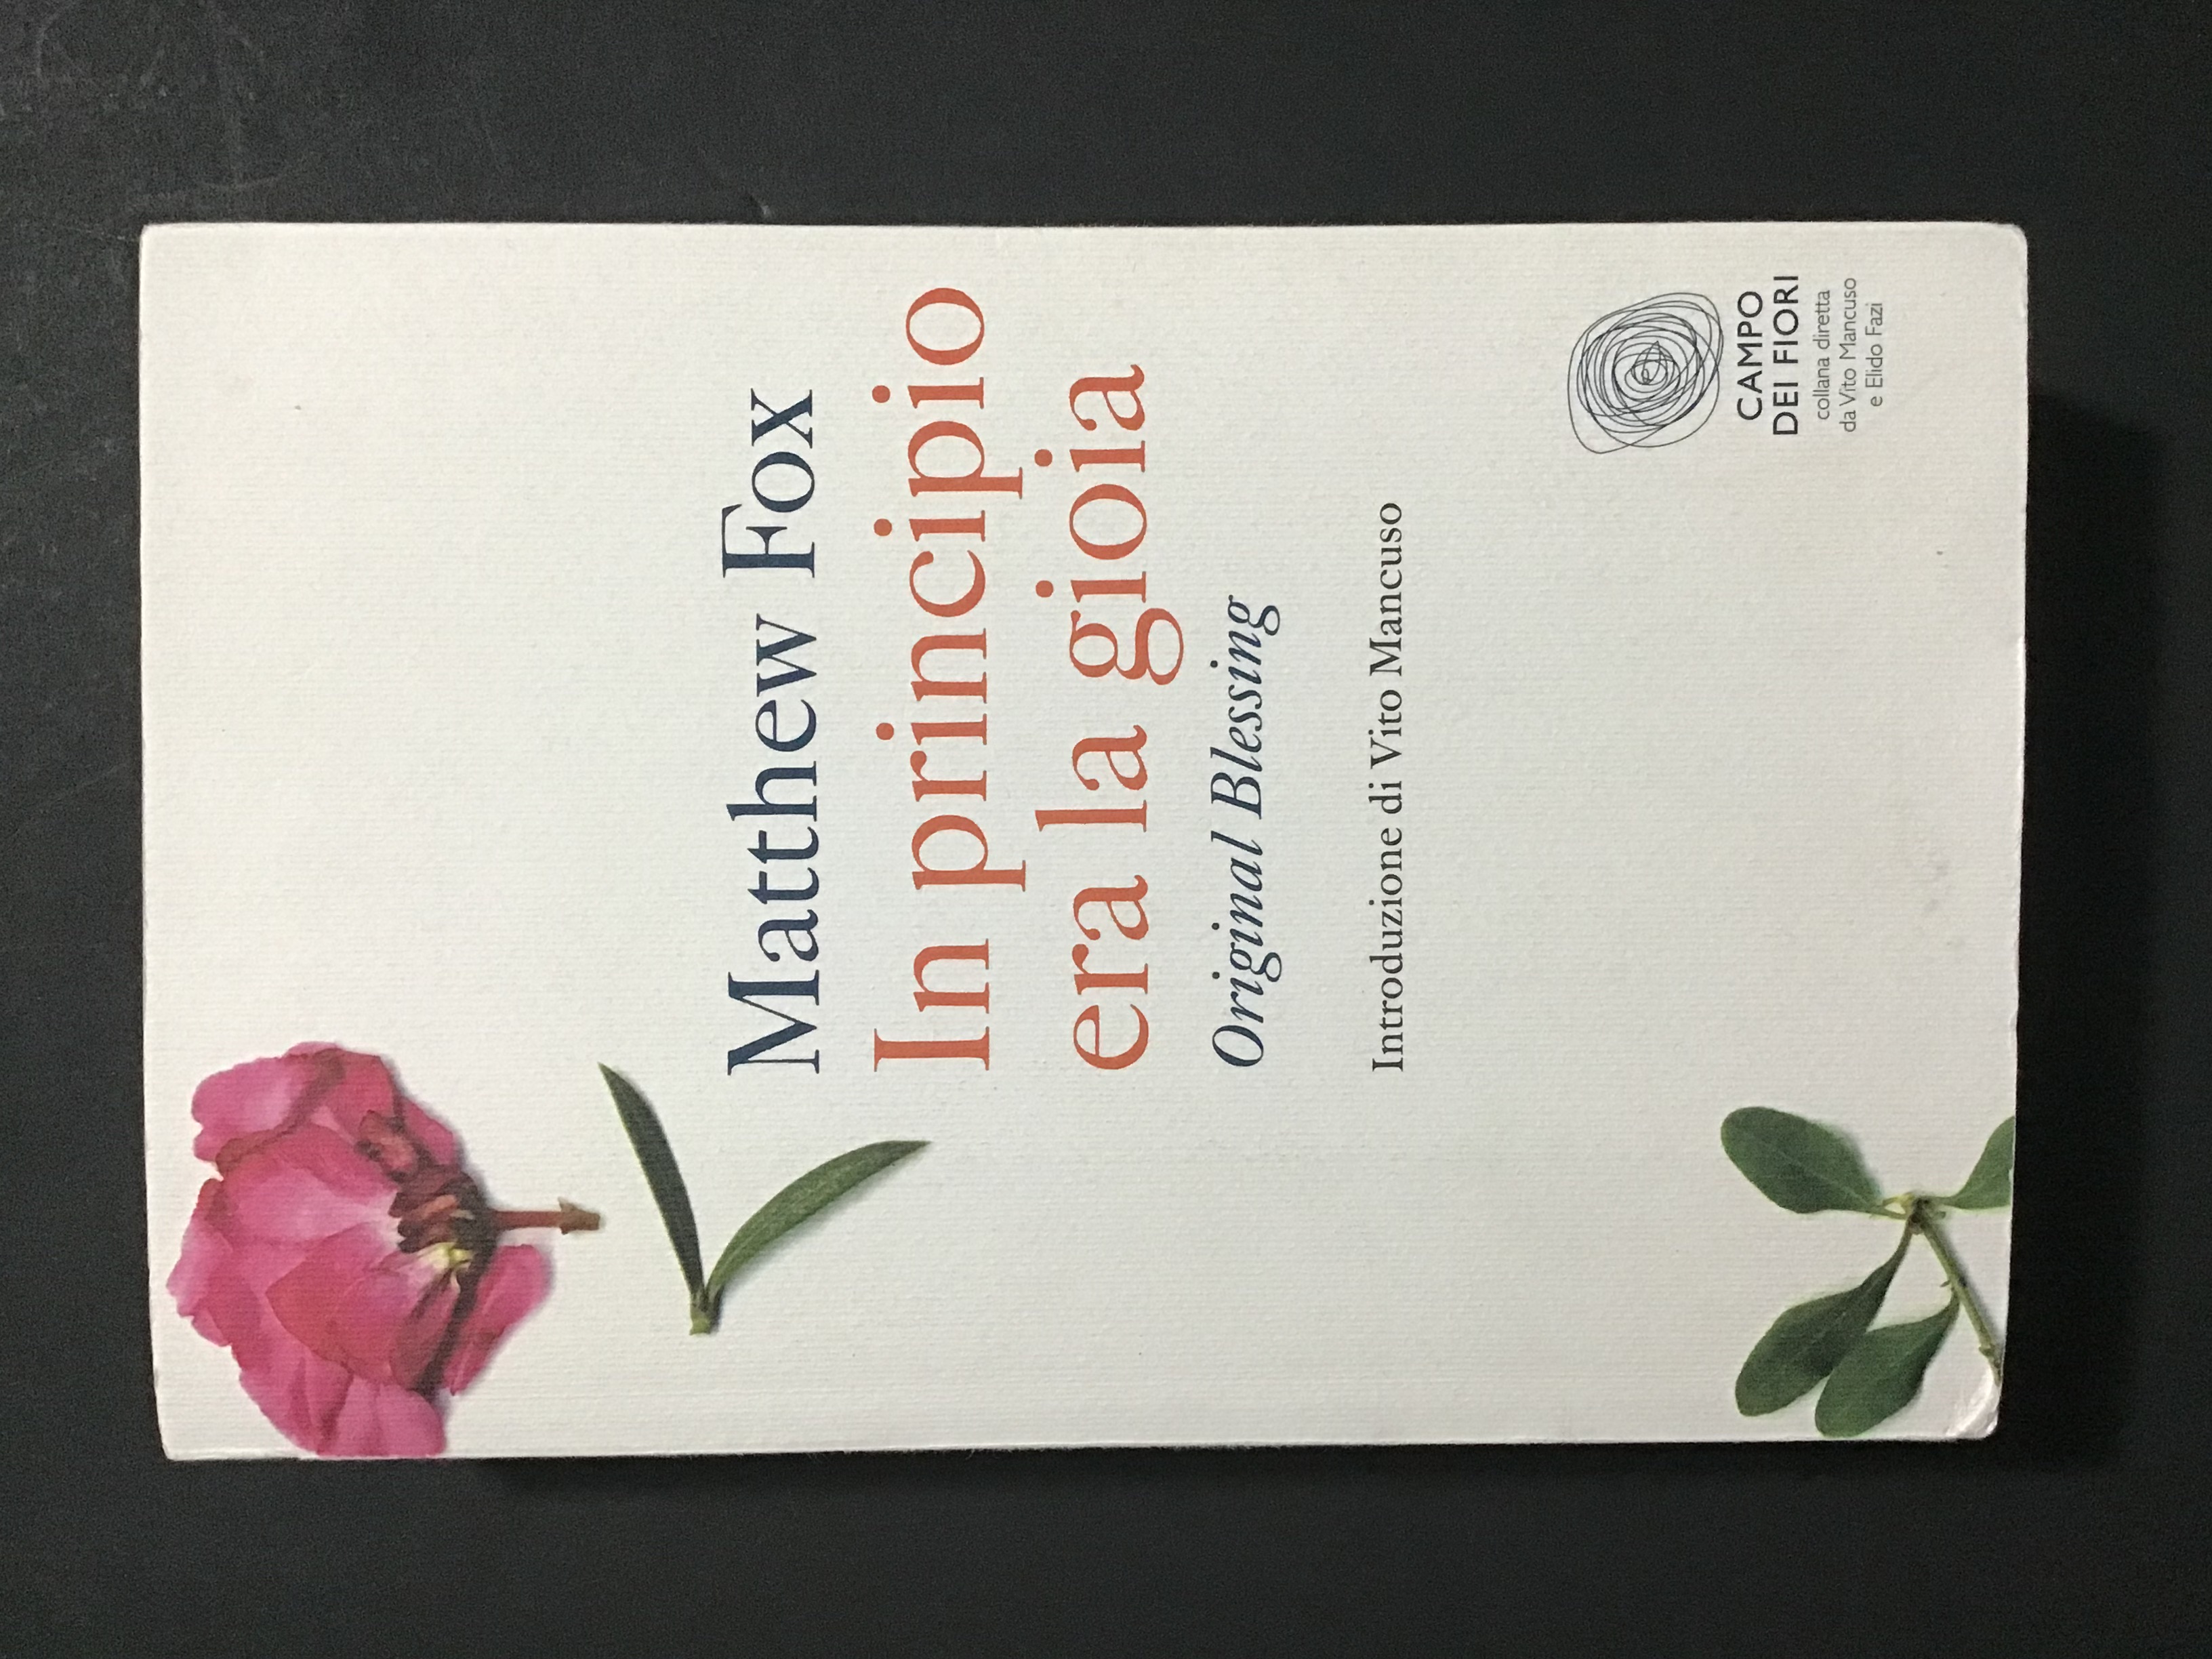 Matthew Fox
In principio
era la gioia
Original Blessing
Introduzione di Vito Mancuso
CAMPO
DEI FIORI
collana diretta
da Vito Mancuso
e Elido Fazi